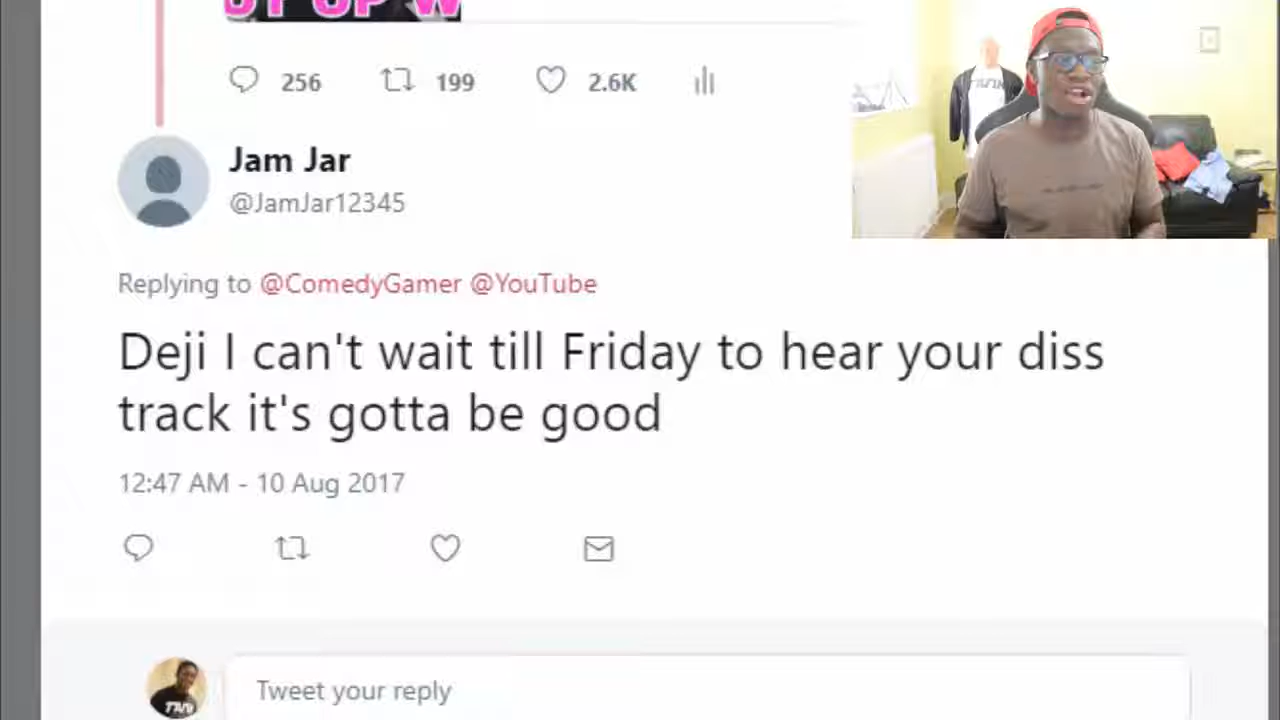 256 199 2.6K
Jam Jar
@JamJar12345
Replying to @ComedyGamer @YouTube
Deji I can't wait till Friday to hear your diss
track it's gotta be good
12:47 AM - 10 Aug 2017
Tweet your reply